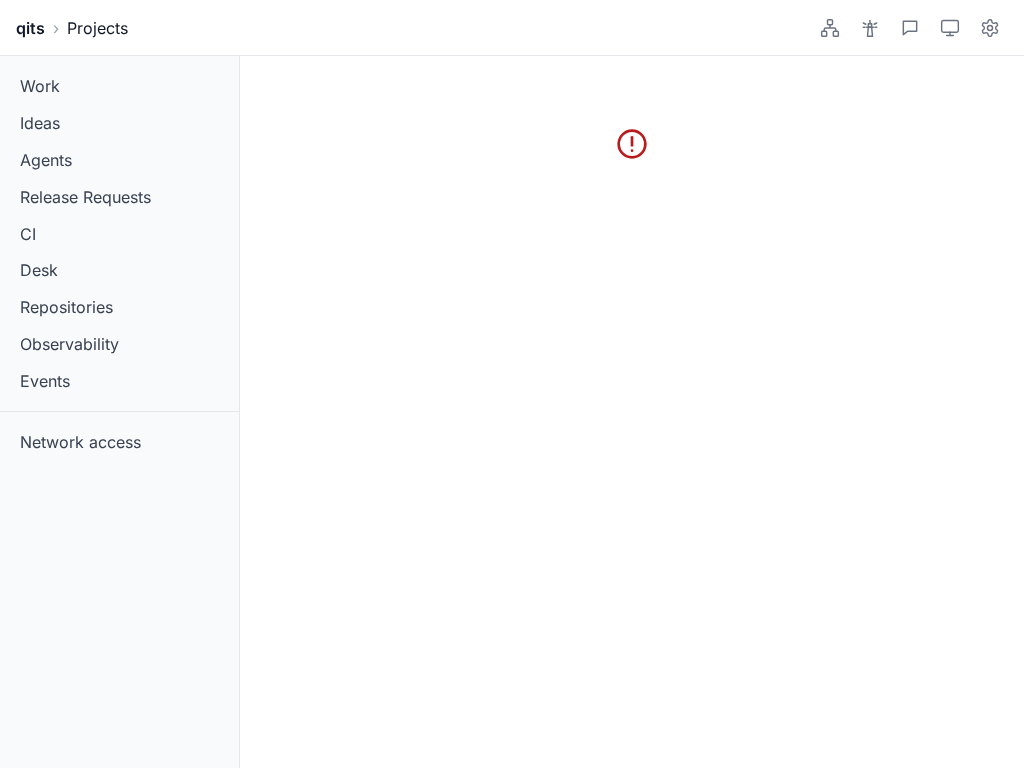 qits › Projects
Work
Ideas
Agents
Release Requests
CI
Desk
Repositories
Observability
Events
Network access